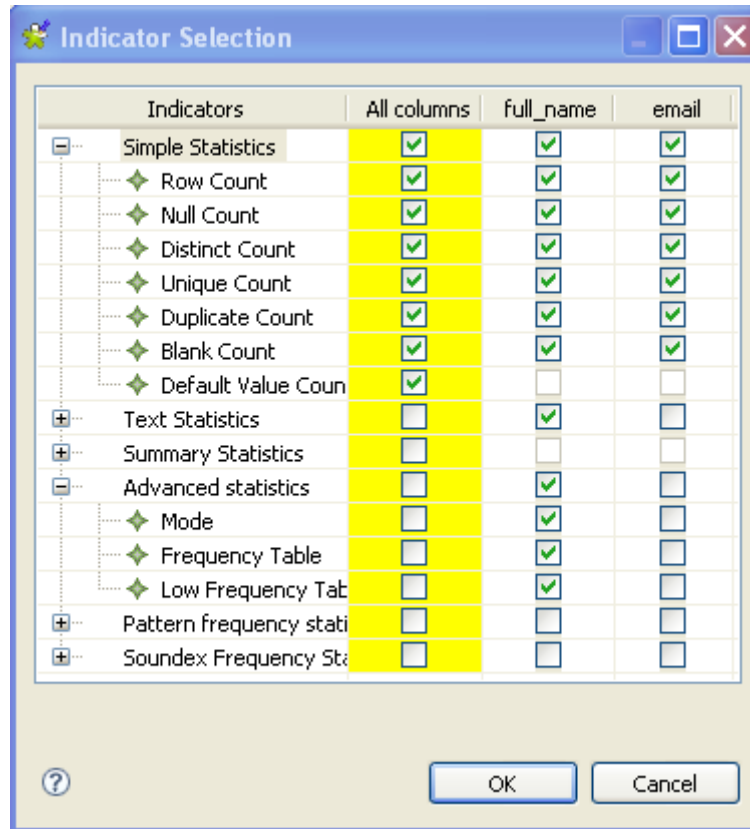 Indicator Selection
Indicators All columns full_name email
Simple Statistics
Row Count
Null Count
Distinct Count
Unique Count
Duplicate Count
Blank Count
Default Value Coun
Text Statistics
Summary Statistics
Advanced statistics
Mode
Frequency Table
Low Frequency Tab
Pattern frequency stati
Soundex Frequency Sta
? OK Cancel